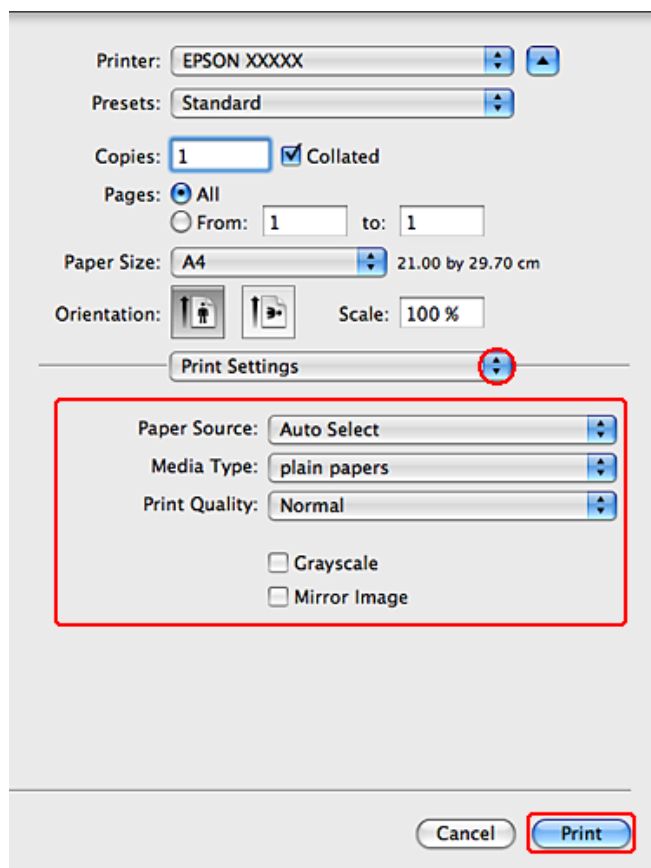 Printer: EPSON XXXXX
Presets: Standard
Copies: 1 Collated
Pages: All
From: 1 to: 1
Paper Size: A4 21.00 by 29.70 cm
Orientation: Scale: 100 %
Print Settings
Paper Source: Auto Select
Media Type: plain papers
Print Quality: Normal
Grayscale
Mirror Image
Cancel Print